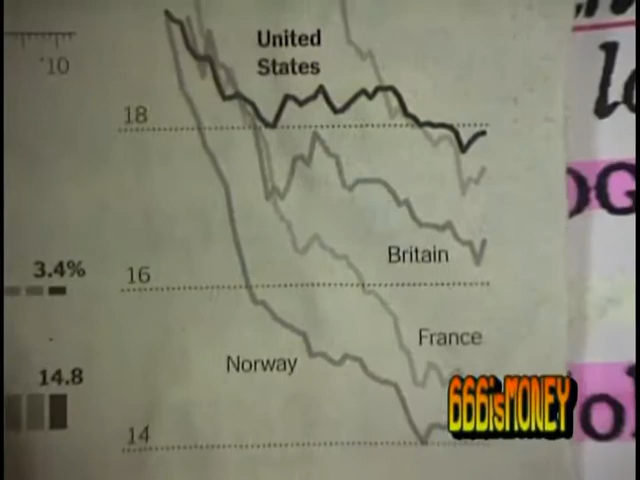 United
States
'10
18
3.4%
16
Britain
France
Norway
14.8
14
666isMONEY